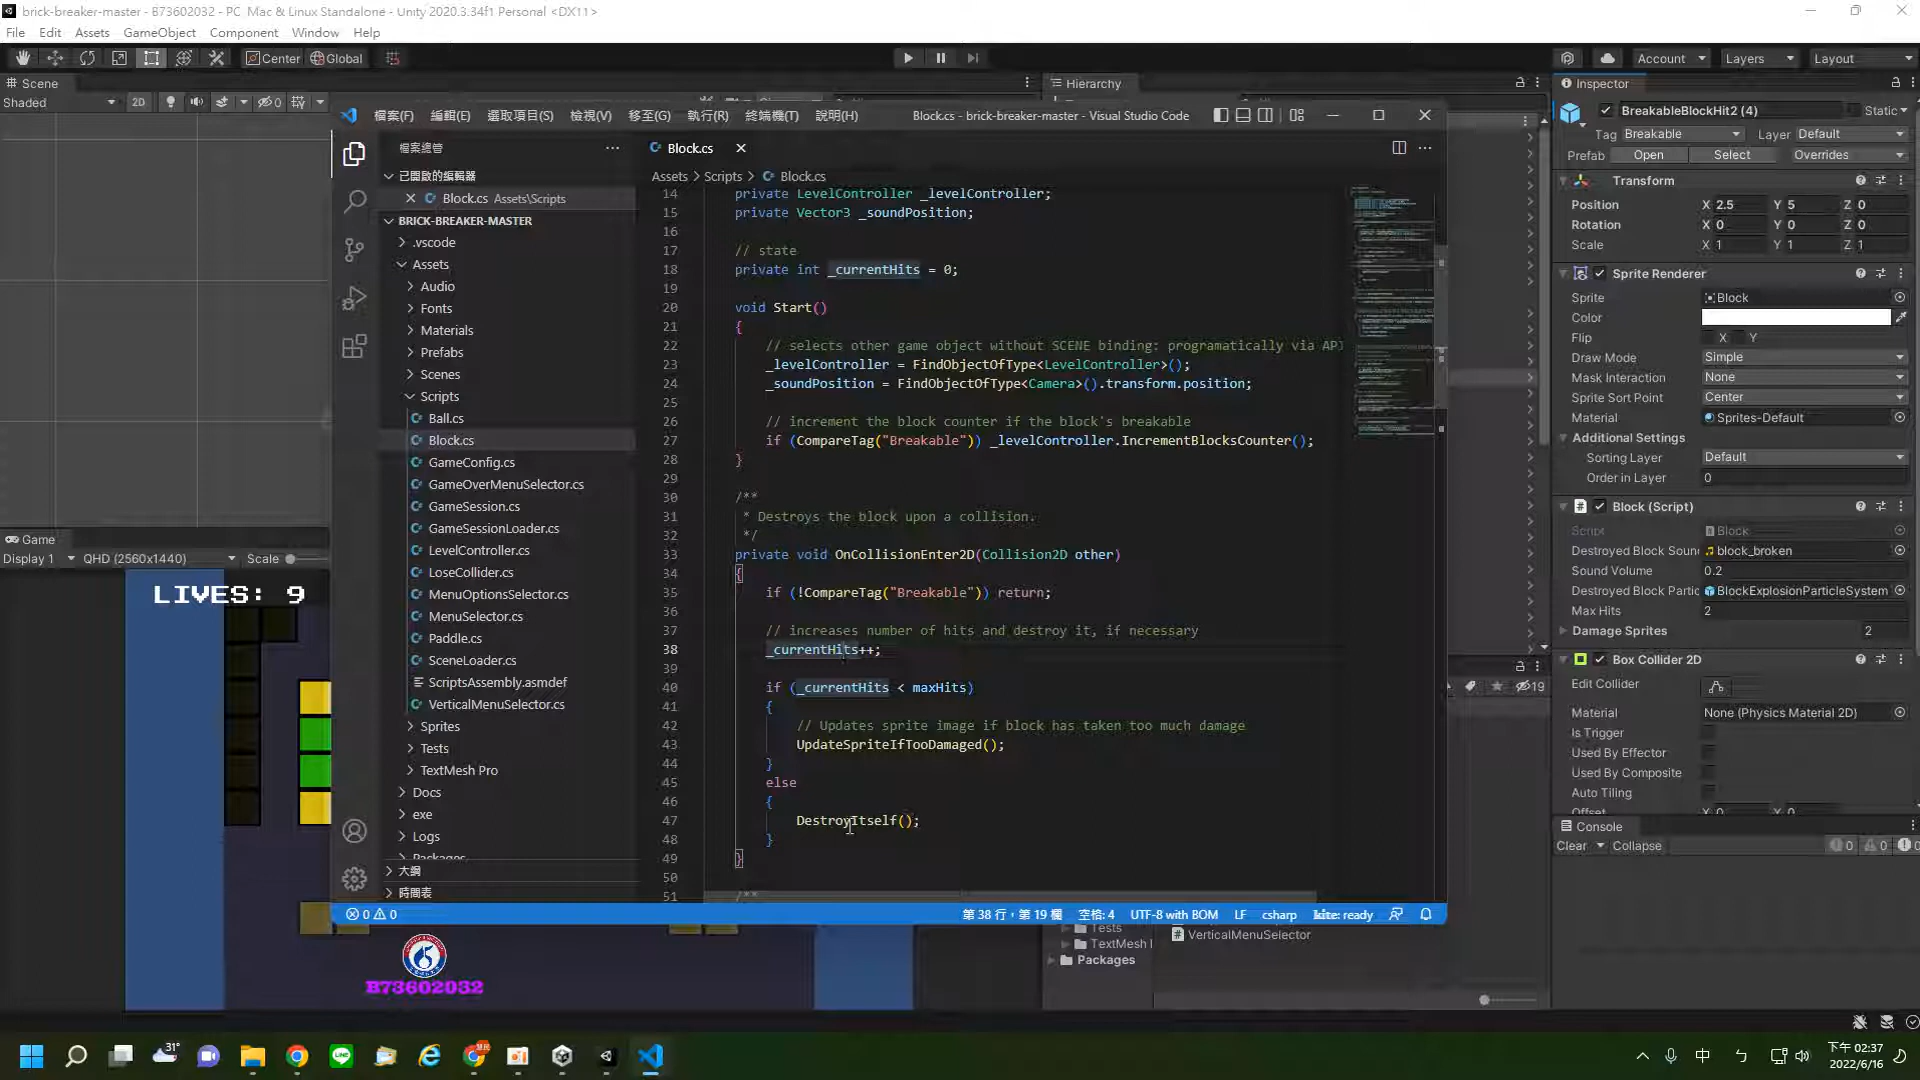 brick-breaker-master - B73602032 - PC, Mac & Linux Standalone - Unity 2020.3.34f1 Personal <DX11>
File Edit Assets GameObject Component Window Help
Center Global
Account Layers Layout
Scene
Hierarchy
Inspector
Shaded 2D 0
檔案(F) 編輯(E) 選取項目(S) 檢視(V) 移至(G) 執行(R) 終端機(T) 說明(H)
Block.cs - brick-breaker-master - Visual Studio Code
檔案總管
已開啟的編輯器
Block.cs Assets\Scripts
BRICK-BREAKER-MASTER
.vscode
Assets
Audio
Fonts
Materials
Prefabs
Scenes
Scripts
Ball.cs
Block.cs
GameConfig.cs
GameOverMenuSelector.cs
GameSession.cs
GameSessionLoader.cs
LevelController.cs
LoseCollider.cs
MenuOptionsSelector.cs
MenuSelector.cs
Paddle.cs
SceneLoader.cs
ScriptsAssembly.asmdef
VerticalMenuSelector.cs
Sprites
Tests
TextMesh Pro
Docs
exe
Logs
Packages
大綱
時間表
Block.cs
Assets > Scripts > Block.cs
14 private LevelController _levelController;
15 private Vector3 _soundPosition;
16
17 // state
18 private int _currentHits = 0;
19
20 void Start()
21 {
22 // selects other game object without SCENE binding: programatically via API
23 _levelController = FindObjectOfType<LevelController>();
24 _soundPosition = FindObjectOfType<Camera>().transform.position;
25
26 // increment the block counter if the block's breakable
27 if (CompareTag("Breakable")) _levelController.IncrementBlocksCounter();
28 }
29
30 /**
31 * Destroys the block upon a collision.
32 */
33 private void OnCollisionEnter2D(Collision2D other)
34 {
35 if (!CompareTag("Breakable")) return;
36
37 // increases number of hits and destroy it, if necessary
38 _currentHits++;
39
40 if (_currentHits < maxHits)
41 {
42 // Updates sprite image if block has taken too much damage
43 UpdateSpriteIfTooDamaged();
44 }
45 else
46 {
47 DestroyItself();
48 }
49 }
50
51 /**
0 0
第 38 行，第 19 欄 空格: 4 UTF-8 with BOM LF csharp kite: ready
BreakableBlockHit2 (4) Static
Tag Breakable Layer Default
Prefab Open Select Overrides
Transform
Position X 2.5 Y 5 Z 0
Rotation X 0 Y 0 Z 0
Scale X 1 Y 1 Z 1
Sprite Renderer
Sprite Block
Color
Flip X Y
Draw Mode Simple
Mask Interaction None
Sprite Sort Point Center
Material Sprites-Default
Additional Settings
Sorting Layer Default
Order in Layer 0
Block (Script)
Script Block
Destroyed Block Soun block_broken
Sound Volume 0.2
Destroyed Block Partic BlockExplosionParticleSystem
Max Hits 2
Damage Sprites 2
Box Collider 2D
Edit Collider
Material None (Physics Material 2D)
Is Trigger
Used By Effector
Used By Composite
Auto Tiling
Offset X 0 Y 0
Console
Clear Collapse 0 0 0
19
Game
Display 1 QHD (2560x1440) Scale
LIVES: 9
B73602032
Tests
TextMesh
Packages
VerticalMenuSelector
31°
中
下午 02:37
2022/6/16